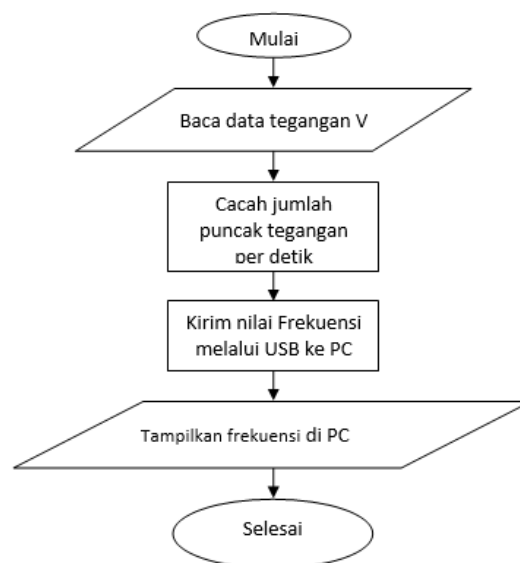 Mulai
Baca data tegangan V
Cacah jumlah
puncak tegangan
per detik
Kirim nilai Frekuensi
melalui USB ke PC
Tampilkan frekuensi di PC
Selesai